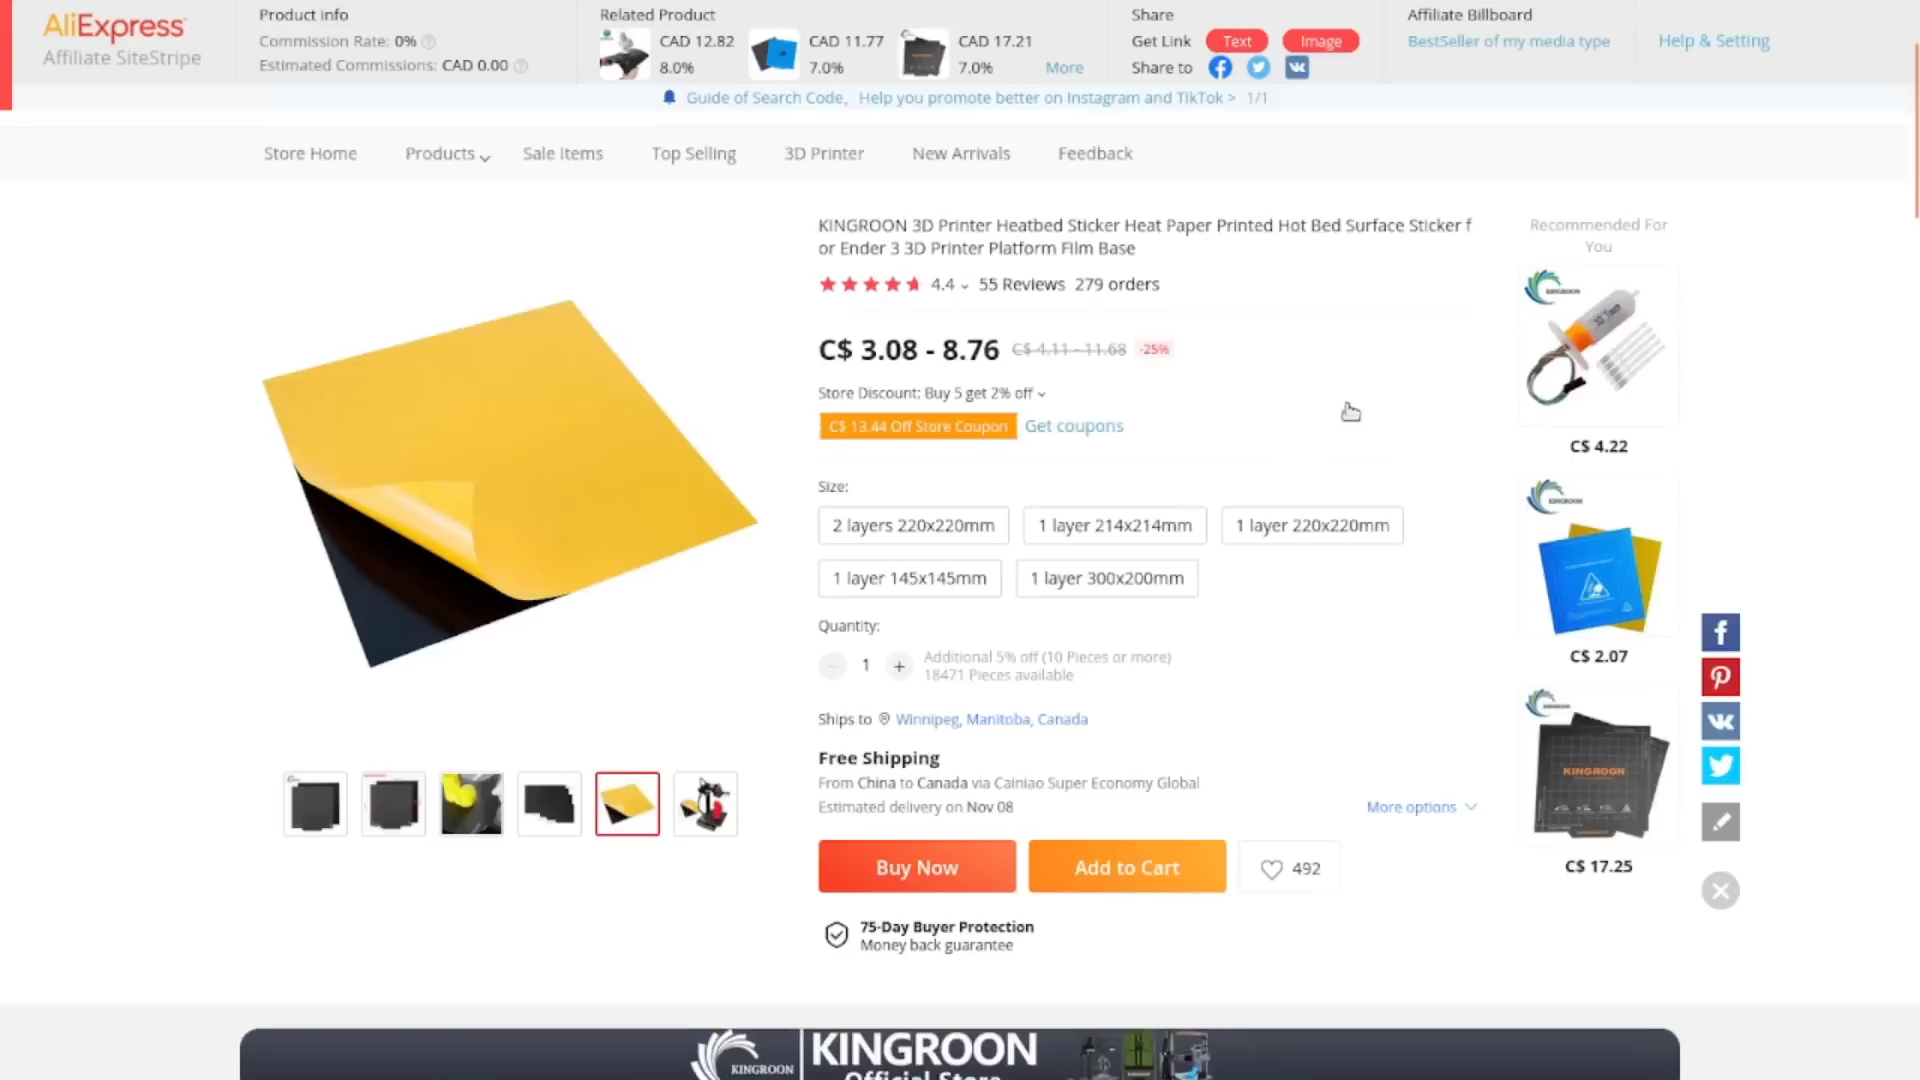 AliExpress
Affiliate SiteStripe
Product info
Commission Rate: 0%
Estimated Commissions: CAD 0.00
Related Product
CAD 12.82
8.0%
CAD 11.77
7.0%
CAD 17.21
7.0%
More
Share
Get Link Text Image
Share to
Affiliate Billboard
BestSeller of my media type
Help & Setting
Guide of Search Code, Help you promote better on Instagram and TikTok > 1/1
Store Home Products Sale Items Top Selling 3D Printer New Arrivals Feedback
KINGROON 3D Printer Heatbed Sticker Heat Paper Printed Hot Bed Surface Sticker f
or Ender 3 3D Printer Platform Film Base
4.4 55 Reviews 279 orders
C$ 3.08 - 8.76 C$ 4.11 - 11.68 -25%
Store Discount: Buy 5 get 2% off
C$ 13.44 Off Store Coupon Get coupons
Size:
2 layers 220x220mm 1 layer 214x214mm 1 layer 220x220mm
1 layer 145x145mm 1 layer 300x200mm
Quantity:
1
Additional 5% off (10 Pieces or more)
18471 Pieces available
Ships to Winnipeg, Manitoba, Canada
Free Shipping
From China to Canada via Cainiao Super Economy Global
Estimated delivery on Nov 08
More options
Buy Now Add to Cart 492
75-Day Buyer Protection
Money back guarantee
Recommended For
You
KINGROON
3D Touch
C$ 4.22
KINGROON
C$ 2.07
KINGROON
KINGROON
C$ 17.25
KINGROON
KINGROON
Official Store